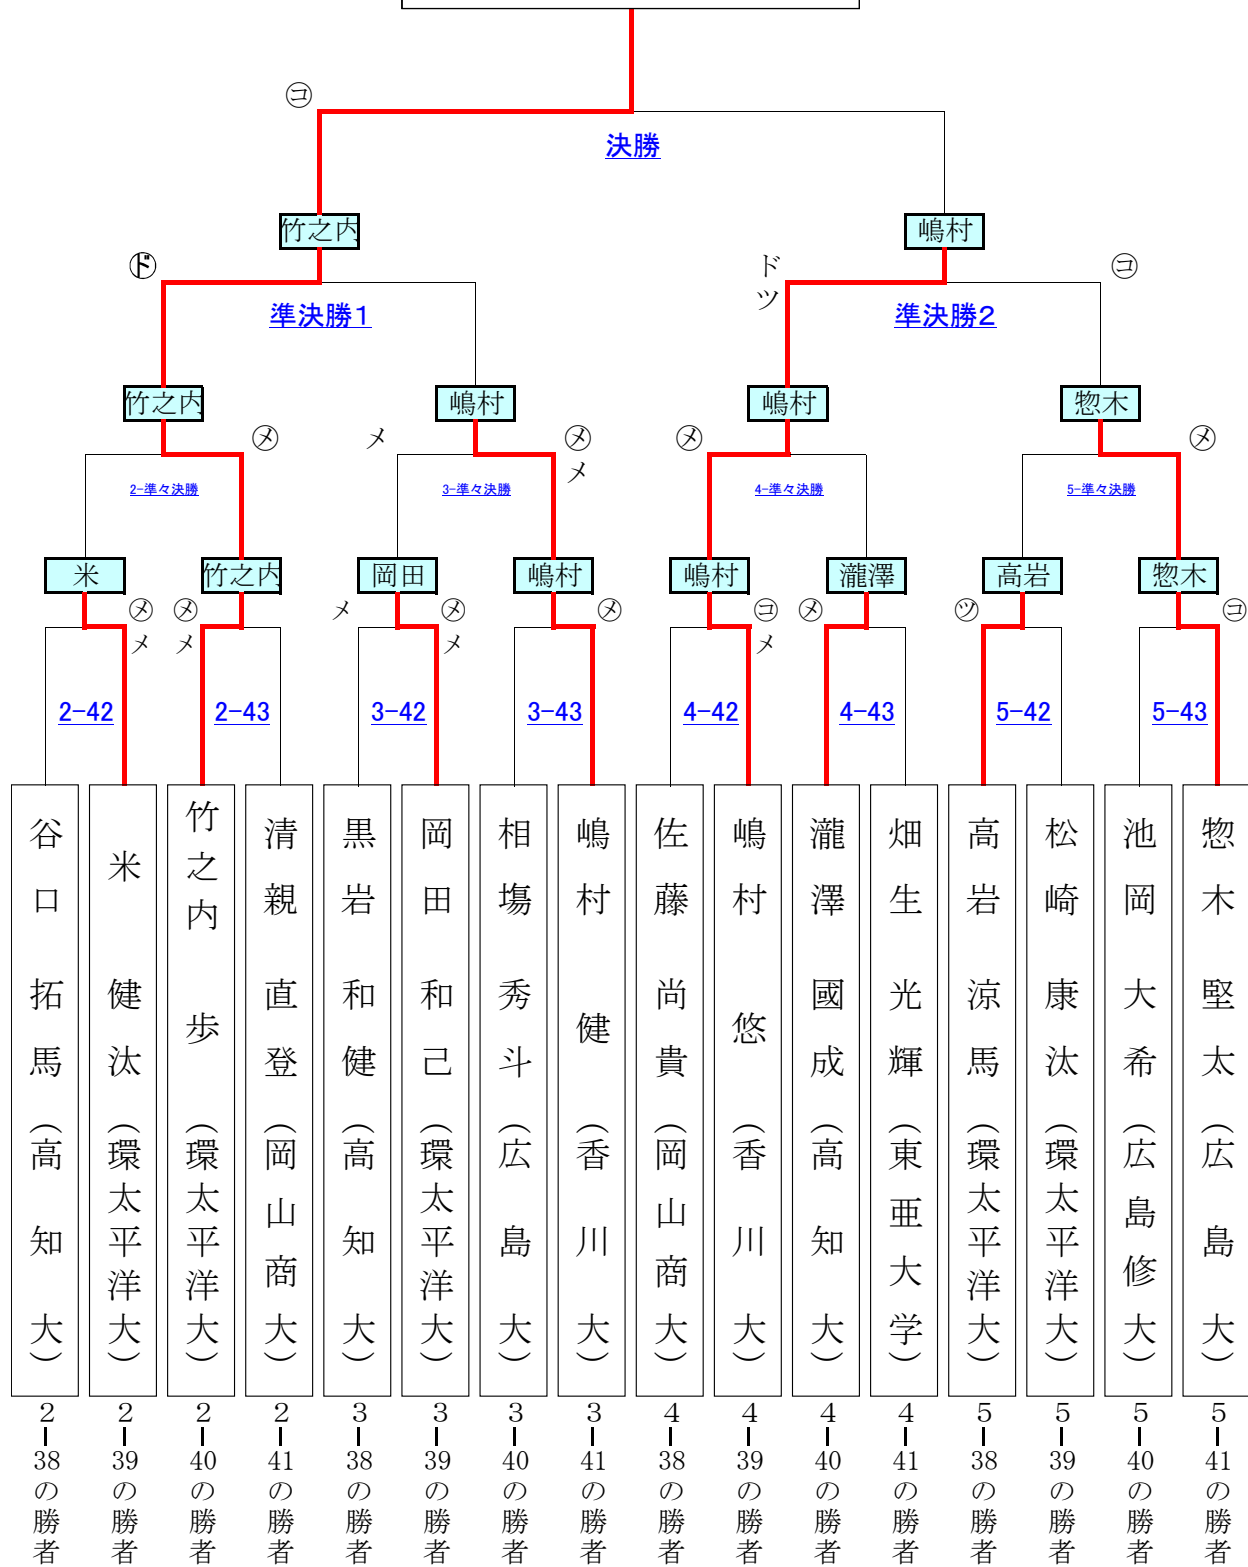 ㋙
決勝
竹之内
嶋村
㋣゙
ド
ツ
㋙
準決勝1
準決勝2
竹之内
嶋村
嶋村
惣木
㋱
メ
㋱
メ
㋱
㋱
2-準々決勝
3-準々決勝
4-準々決勝
5-準々決勝
米
竹之内
岡田
嶋村
嶋村
瀧澤
高岩
惣木
㋱
メ
㋱
メ
メ
㋱
メ
㋱
㋙
メ
㋱
㋡
㋙
2-42
2-43
3-42
3-43
4-42
4-43
5-42
5-43
谷口 拓馬(高知大)
米 健汰(環太平洋大)
竹之内 歩(環太平洋大)
清親 直登(岡山商大)
黒岩 和健(高知大)
岡田 和己(環太平洋大)
相塲 秀斗(広島大)
嶋村 健(香川大)
佐藤 尚貴(岡山商大)
嶋村 悠(香川大)
瀧澤 國成(高知大)
畑生 光輝(東亜大学)
高岩 涼馬(環太平洋大)
松崎 康汰(環太平洋大)
池岡 大希(広島修大)
惣木 堅太(広島大)
2-38の勝者
2-39の勝者
2-40の勝者
2-41の勝者
3-38の勝者
3-39の勝者
3-40の勝者
3-41の勝者
4-38の勝者
4-39の勝者
4-40の勝者
4-41の勝者
5-38の勝者
5-39の勝者
5-40の勝者
5-41の勝者